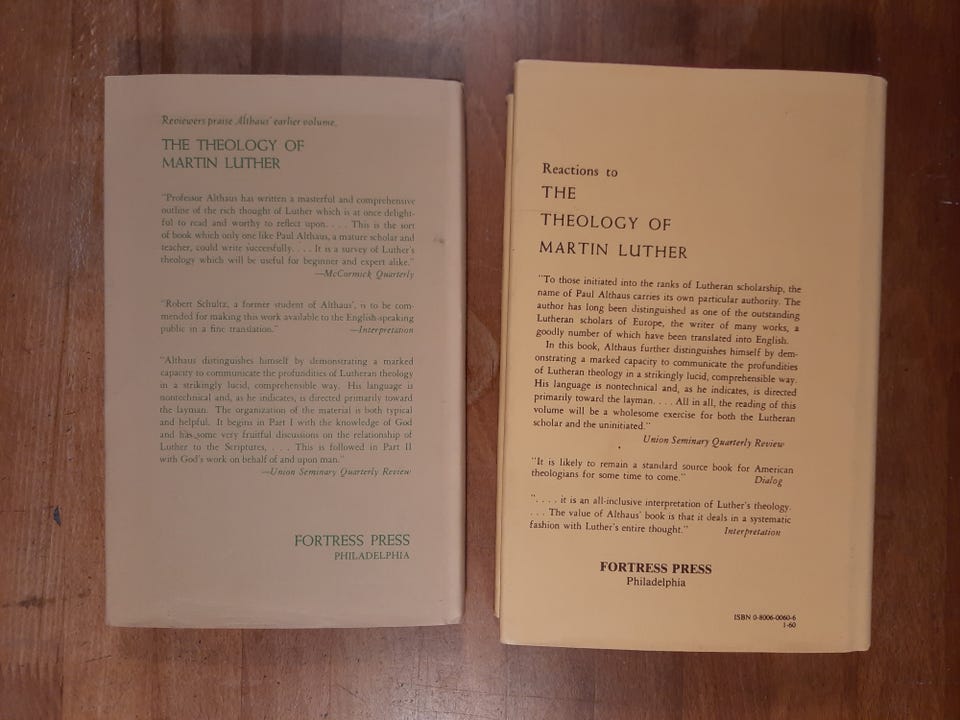 Reviewers praise Althaus' earlier volume,
THE THEOLOGY OF
MARTIN LUTHER
"Professor Althaus has written a masterful and comprehensive
outline of the rich thought of Luther which is at once delight-
ful to read and worthy to reflect upon. . . . This is the sort
of book which only one like Paul Althaus, a mature scholar and
teacher, could write successfully. . . . It is a survey of Luther's
theology which will be useful for beginner and expert alike."
—McCormick Quarterly
"Robert Schultz, a former student of Althaus', is to be com-
mended for making this work available to the English-speaking
public in a fine translation." —Interpretation
"Althaus distinguishes himself by demonstrating a marked
capacity to communicate the profundities of Lutheran theology
in a strikingly lucid, comprehensible way. His language is
nontechnical and, as he indicates, is directed primarily toward
the layman. The organization of the material is both typical
and helpful. It begins in Part I with the knowledge of God
and has some very fruitful discussions on the relationship of
Luther to the Scriptures, . . . This is followed in Part II
with God's work on behalf of and upon man."
—Union Seminary Quarterly Review
FORTRESS PRESS
PHILADELPHIA
Reactions to
THE
THEOLOGY OF
MARTIN LUTHER
"To those initiated into the ranks of Lutheran scholarship, the
name of Paul Althaus carries its own particular authority. The
author has long been distinguished as one of the outstanding
Lutheran scholars of Europe, the writer of many works, a
goodly number of which have been translated into English.
In this book, Althaus further distinguishes himself by dem-
onstrating a marked capacity to communicate the profundities
of Lutheran theology in a strikingly lucid, comprehensible way.
His language is nontechnical and, as he indicates, is directed
primarily toward the layman. . . . All in all, the reading of this
volume will be a wholesome exercise for both the Lutheran
scholar and the uninitiated."
Union Seminary Quarterly Review
"It is likely to remain a standard source book for American
theologians for some time to come." Dialog
". . . . it is an all-inclusive interpretation of Luther's theology.
. . . The value of Althaus' book is that it deals in a systematic
fashion with Luther's entire thought." Interpretation
FORTRESS PRESS
Philadelphia
ISBN 0-8006-0060-6
1-60